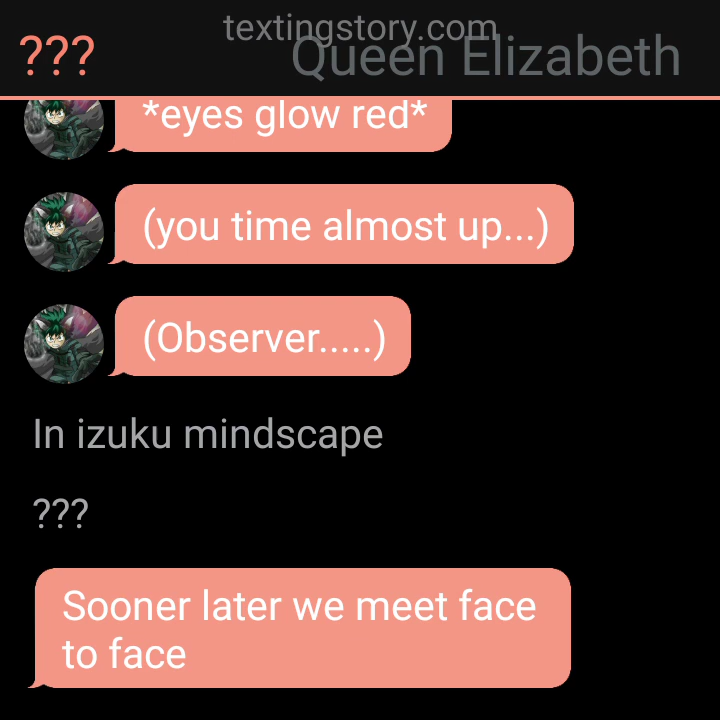 textingstory.com
??? Queen Elizabeth
*eyes glow red*
(you time almost up...)
(Observer.....)
In izuku mindscape
???
Sooner later we meet face
to face